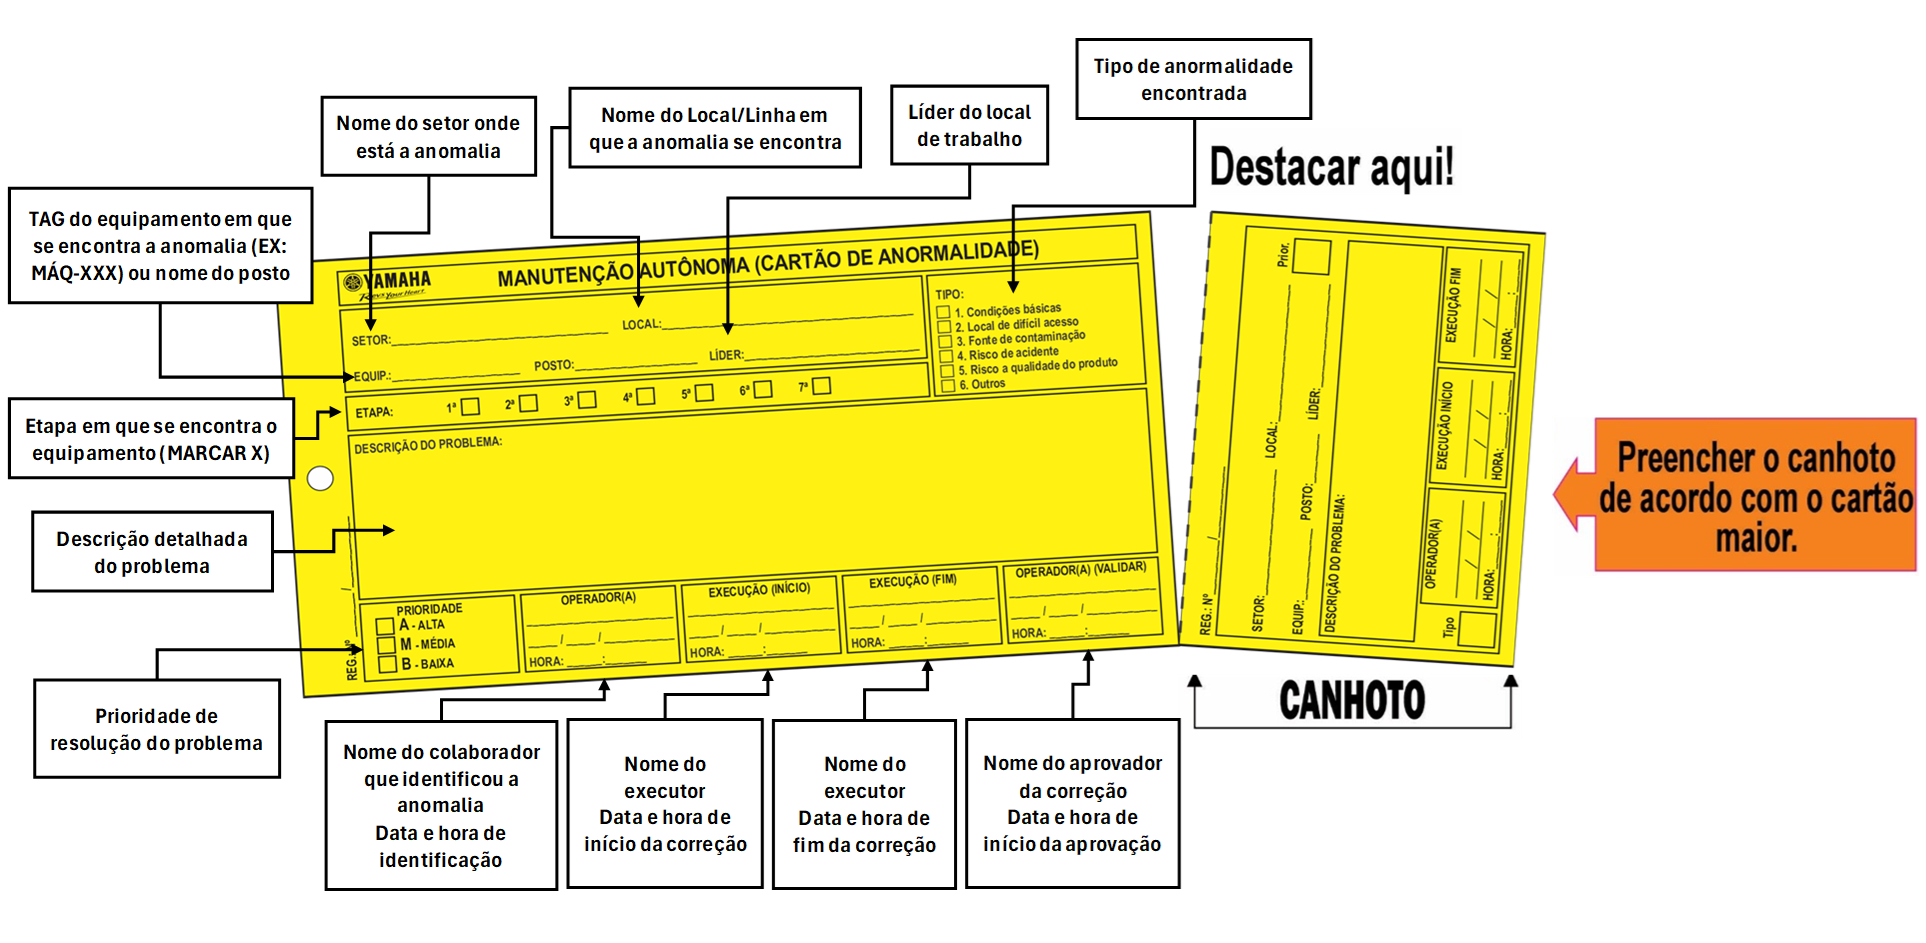 Tipo de anormalidade
encontrada
Nome do setor onde
está a anomalia
Nome do Local/Linha em
que a anomalia se encontra
Líder do local
de trabalho
Destacar aqui!
TAG do equipamento em que
se encontra a anomalia (EX:
MÁQ-XXX) ou nome do posto
Etapa em que se encontra o
equipamento (MARCAR X)
Descrição detalhada
do problema
Prioridade de
resolução do problema
YAMAHA
Revs Your Heart
MANUTENÇÃO AUTÔNOMA (CARTÃO DE ANORMALIDADE)
SETOR: LOCAL:
EQUIP.: POSTO: LÍDER:
TIPO:
1. Condições básicas
2. Local de difícil acesso
3. Fonte de contaminação
4. Risco de acidente
5. Risco a qualidade do produto
6. Outros
ETAPA: 1ª 2ª 3ª 4ª 5ª 6ª 7ª
DESCRIÇÃO DO PROBLEMA:
REG.: Nº /
PRIORIDADE
A - ALTA
M - MÉDIA
B - BAIXA
OPERADOR(A)
/ /
HORA: :
EXECUÇÃO (INÍCIO)
/ /
HORA: :
EXECUÇÃO (FIM)
/ /
HORA: :
OPERADOR(A) (VALIDAR)
/ /
HORA: :
REG.: Nº /
SETOR: LOCAL: Prior.
EQUIP.: POSTO: LÍDER:
DESCRIÇÃO DO PROBLEMA:
Tipo
OPERADOR(A)
/ /
HORA: :
EXECUÇÃO INÍCIO
/ /
HORA: :
EXECUÇÃO FIM
/ /
HORA: :
Preencher o canhoto
de acordo com o cartão
maior.
CANHOTO
Nome do colaborador
que identificou a
anomalia
Data e hora de
identificação
Nome do
executor
Data e hora de
início da correção
Nome do
executor
Data e hora de
fim da correção
Nome do aprovador
da correção
Data e hora de
início da aprovação